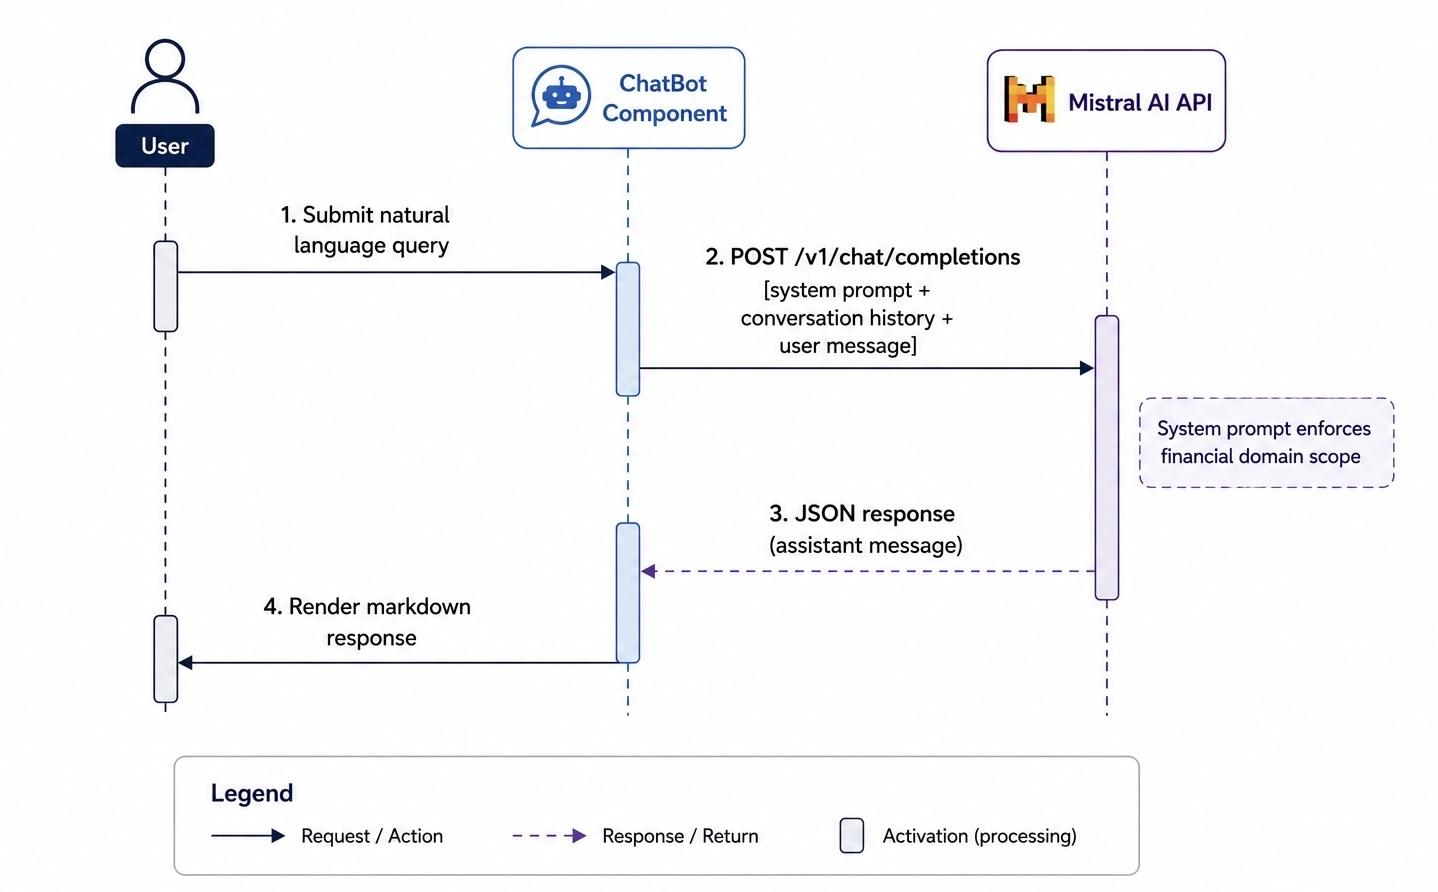 User
ChatBot
Component
Mistral AI API
1. Submit natural
language query
2. POST /v1/chat/completions
[system prompt +
conversation history +
user message]
System prompt enforces
financial domain scope
3. JSON response
(assistant message)
4. Render markdown
response
Legend
Request / Action
Response / Return
Activation (processing)